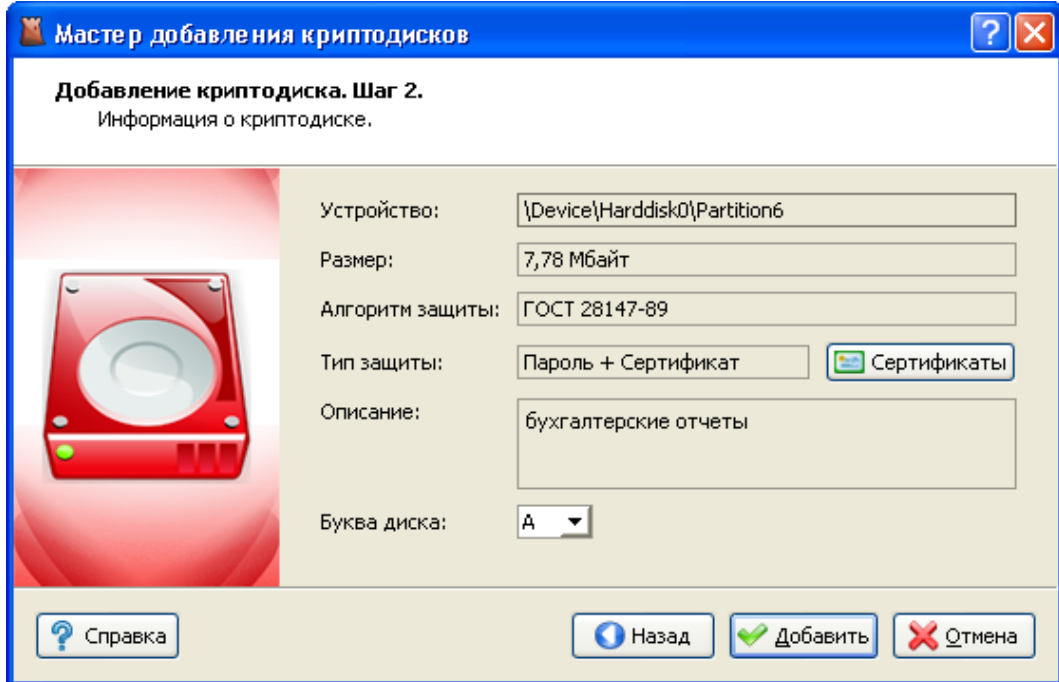 Мастер добавления криптодисков
Добавление криптодиска. Шаг 2.
Информация о криптодиске.
Устройство: \Device\Harddisk0\Partition6
Размер: 7,78 Мбайт
Алгоритм защиты: ГОСТ 28147-89
Тип защиты: Пароль + Сертификат Сертификаты
Описание: бухгалтерские отчеты
Буква диска: A
Справка Назад Добавить Отмена